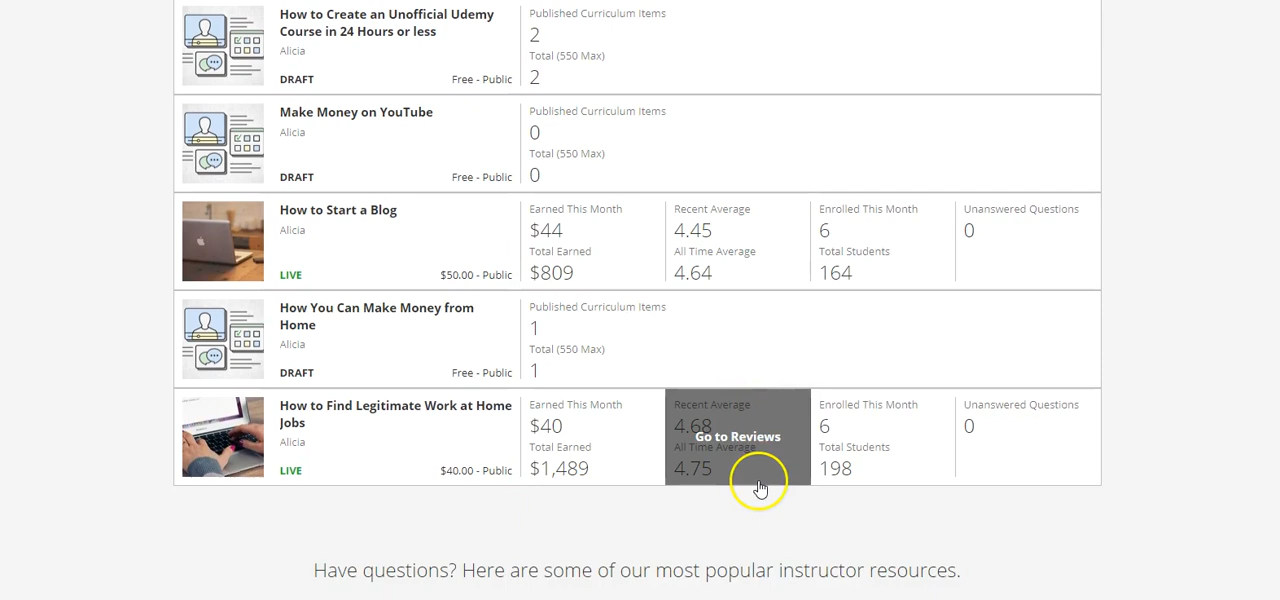 How to Create an Unofficial Udemy
Course in 24 Hours or less
Alicia
DRAFT
Free - Public
Published Curriculum Items
2
Total (550 Max)
2
Make Money on YouTube
Alicia
DRAFT
Free - Public
Published Curriculum Items
0
Total (550 Max)
0
How to Start a Blog
Alicia
LIVE
$50.00 - Public
Earned This Month
$44
Total Earned
$809
Recent Average
4.45
All Time Average
4.64
Enrolled This Month
6
Total Students
164
Unanswered Questions
0
How You Can Make Money from
Home
Alicia
DRAFT
Free - Public
Published Curriculum Items
1
Total (550 Max)
1
How to Find Legitimate Work at Home
Jobs
Alicia
LIVE
$40.00 - Public
Earned This Month
$40
Total Earned
$1,489
Recent Average
4.68
Go to Reviews
All Time Average
4.75
Enrolled This Month
6
Total Students
198
Unanswered Questions
0
Have questions? Here are some of our most popular instructor resources.